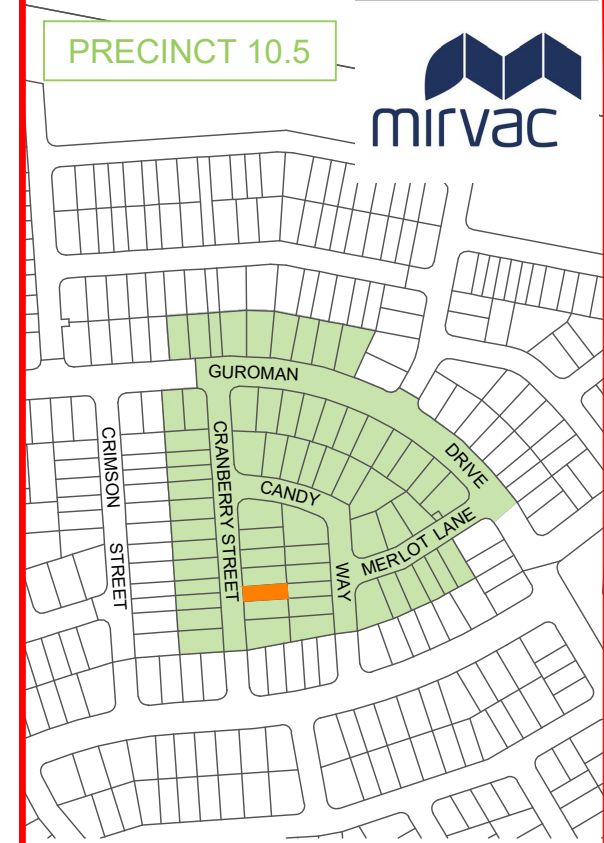 PRECINCT 10.5
mirvac
GUROMAN
DRIVE
CRIMSON
STREET
CRANBERRY STREET
CANDY
WAY
MERLOT LANE